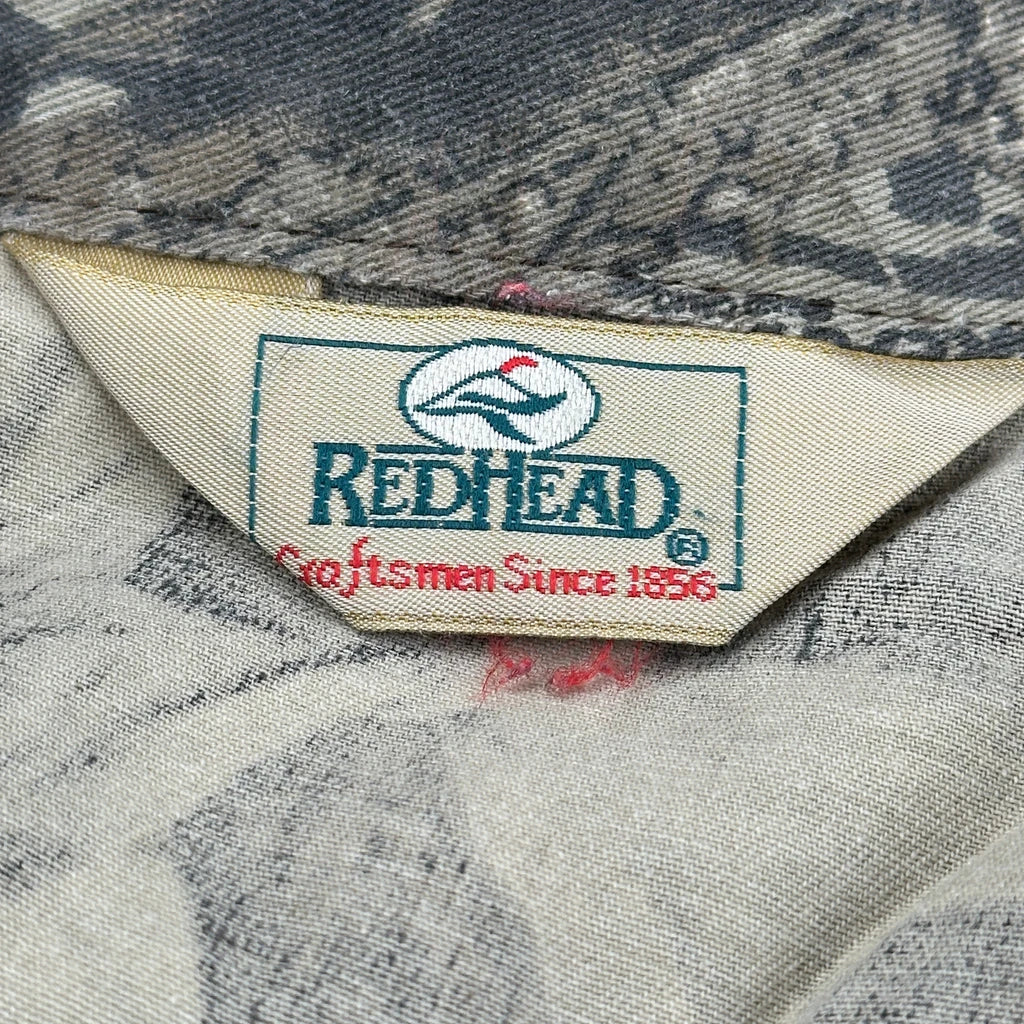 REDHEAD®
Craftsmen Since 1856